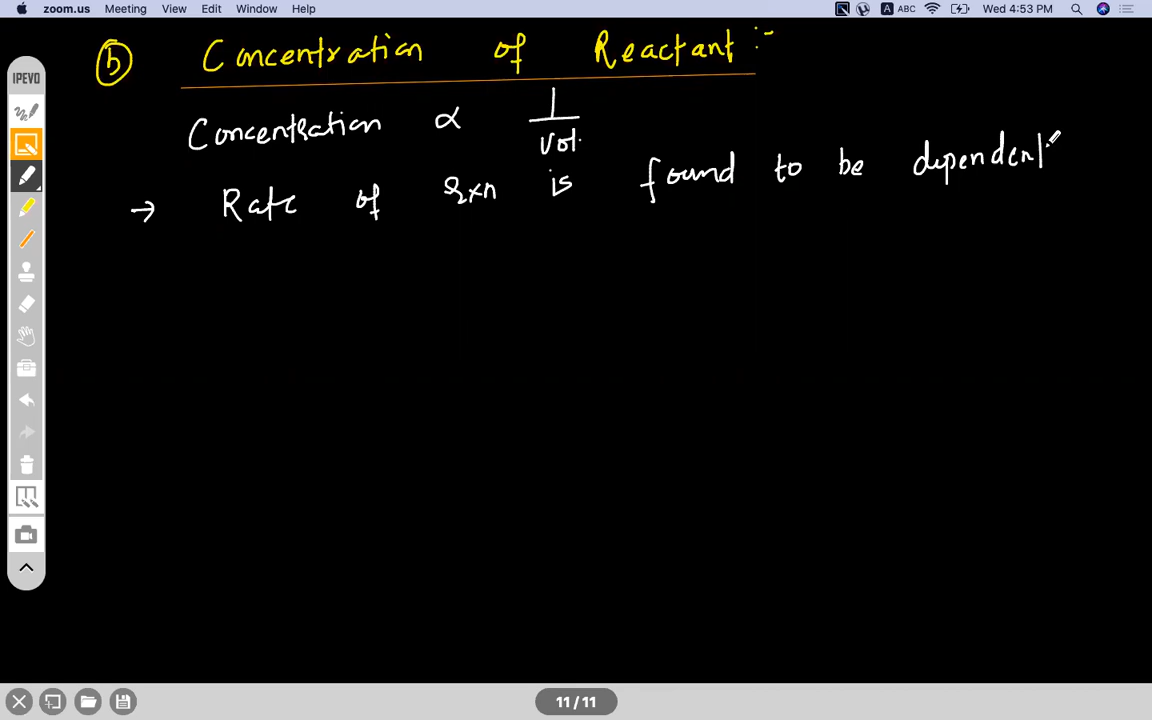 zoom.us Meeting View Edit Window Help A ABC Wed 4:53 PM
IPEVO
(b) Concentration of Reactant :-
Concentration ∝ 1/vol.
→ Rate of rxn is found to be dependent
11 / 11